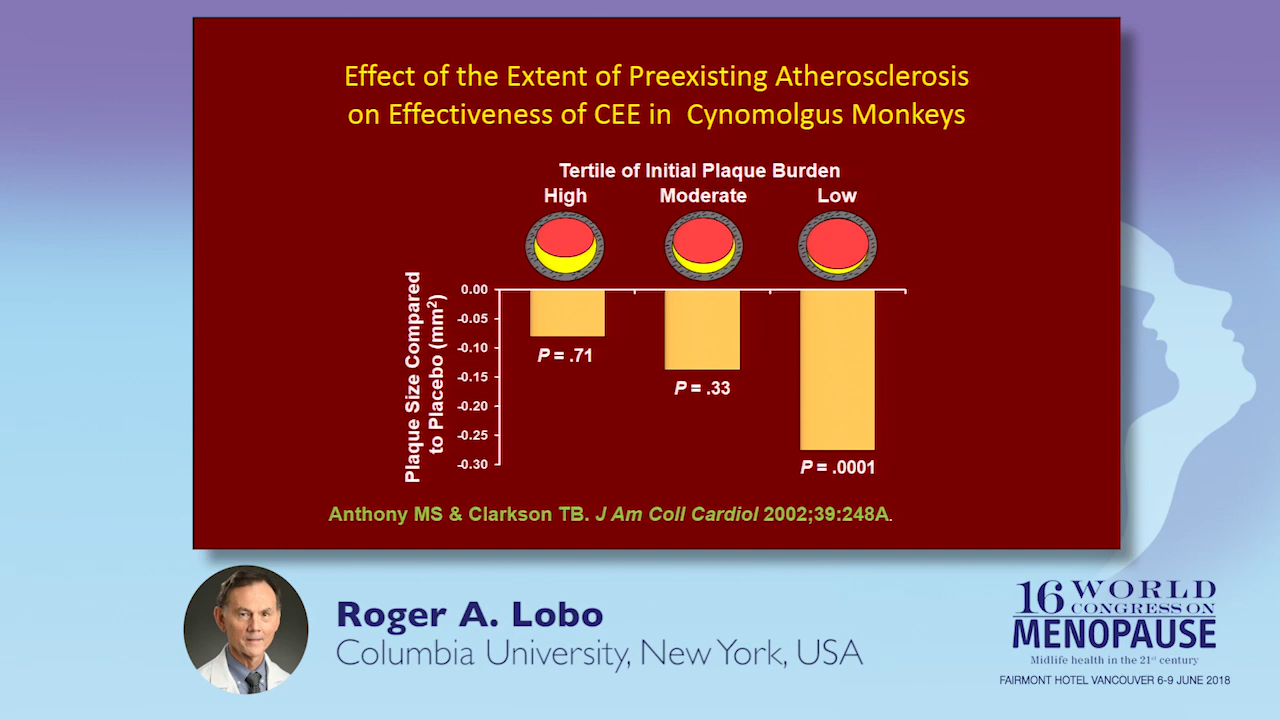 Effect of the Extent of Preexisting Atherosclerosis
on Effectiveness of CEE in Cynomolgus Monkeys
Tertile of Initial Plaque Burden
High Moderate Low
Plaque Size Compared
to Placebo (mm²)
0.00
-0.05
-0.10
-0.15
-0.20
-0.25
-0.30
P = .71
P = .33
P = .0001
Anthony MS & Clarkson TB. J Am Coll Cardiol 2002;39:248A.
Roger A. Lobo
Columbia University, New York, USA
16 WORLD
CONGRESS ON
MENOPAUSE
Midlife health in the 21st century
FAIRMONT HOTEL VANCOUVER 6-9 JUNE 2018